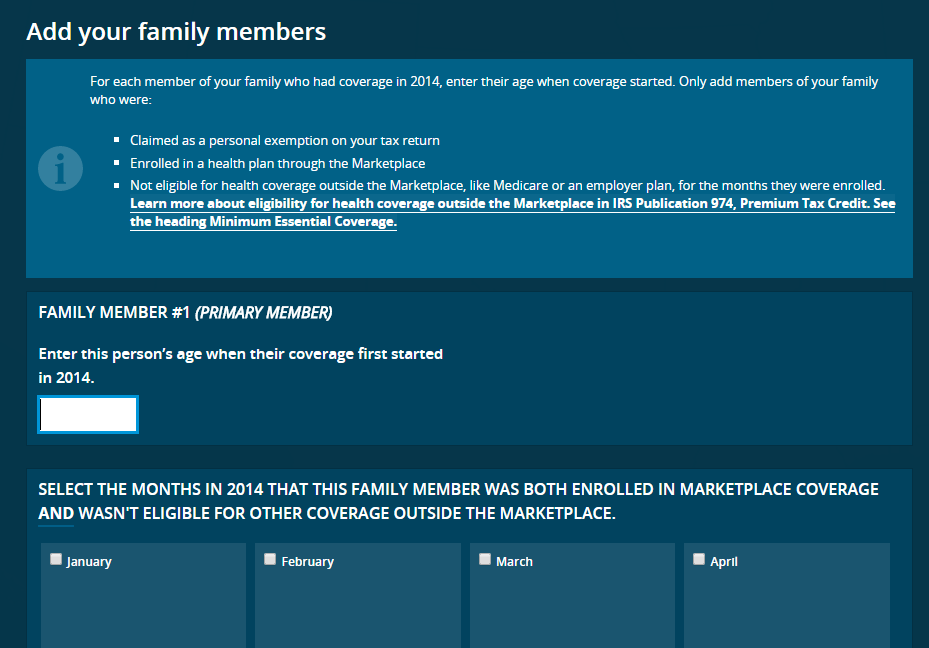 Add your family members
For each member of your family who had coverage in 2014, enter their age when coverage started. Only add members of your family
who were:
Claimed as a personal exemption on your tax return
Enrolled in a health plan through the Marketplace
Not eligible for health coverage outside the Marketplace, like Medicare or an employer plan, for the months they were enrolled.
Learn more about eligibility for health coverage outside the Marketplace in IRS Publication 974, Premium Tax Credit. See
the heading Minimum Essential Coverage.
FAMILY MEMBER #1 (PRIMARY MEMBER)
Enter this person's age when their coverage first started
in 2014.
SELECT THE MONTHS IN 2014 THAT THIS FAMILY MEMBER WAS BOTH ENROLLED IN MARKETPLACE COVERAGE
AND WASN'T ELIGIBLE FOR OTHER COVERAGE OUTSIDE THE MARKETPLACE.
January
February
March
April